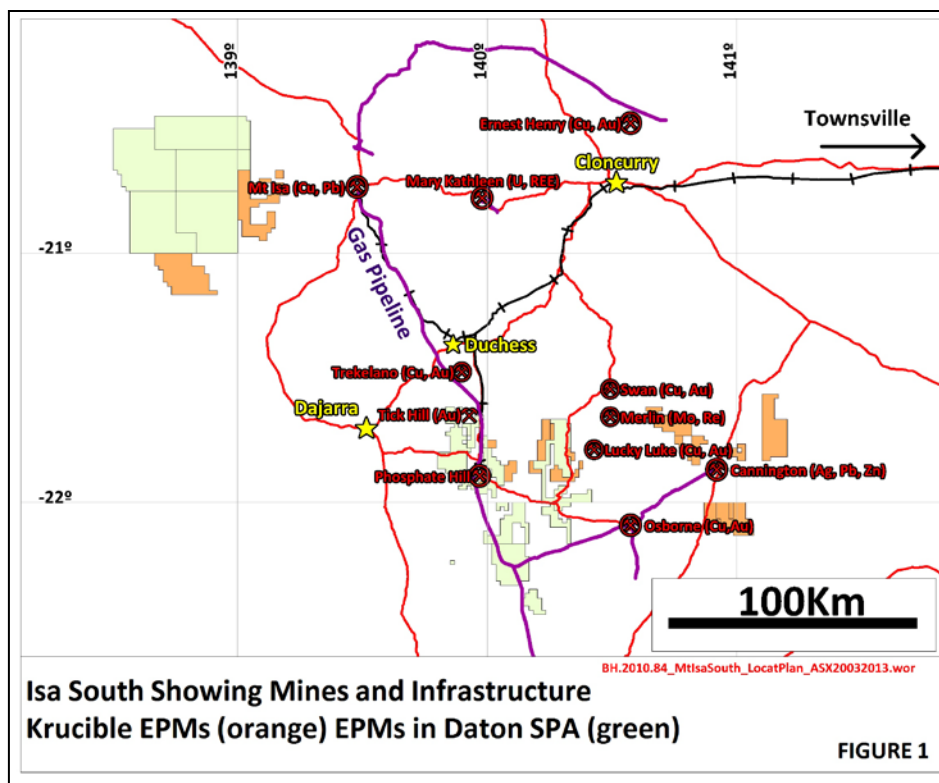 139º
140º
141º
Ernest Henry (Cu, Au)
Townsville
Cloncurry
Mt Isa (Cu, Pb)
Mary Kathleen (U, REE)
-21º
Gas Pipeline
Duchess
Trekelano (Cu, Au)
Swan (Cu, Au)
Dajarra
Tick Hill (Au)
Merlin (Mo, Re)
Lucky Luke (Cu, Au)
Phosphate Hill
Cannington (Ag, Pb, Zn)
-22º
Osborne (Cu,Au)
100Km
BH.2010.84_MtIsaSouth_LocatPlan_ASX20032013.wor
Isa South Showing Mines and Infrastructure
Krucible EPMs (orange) EPMs in Daton SPA (green)
FIGURE 1